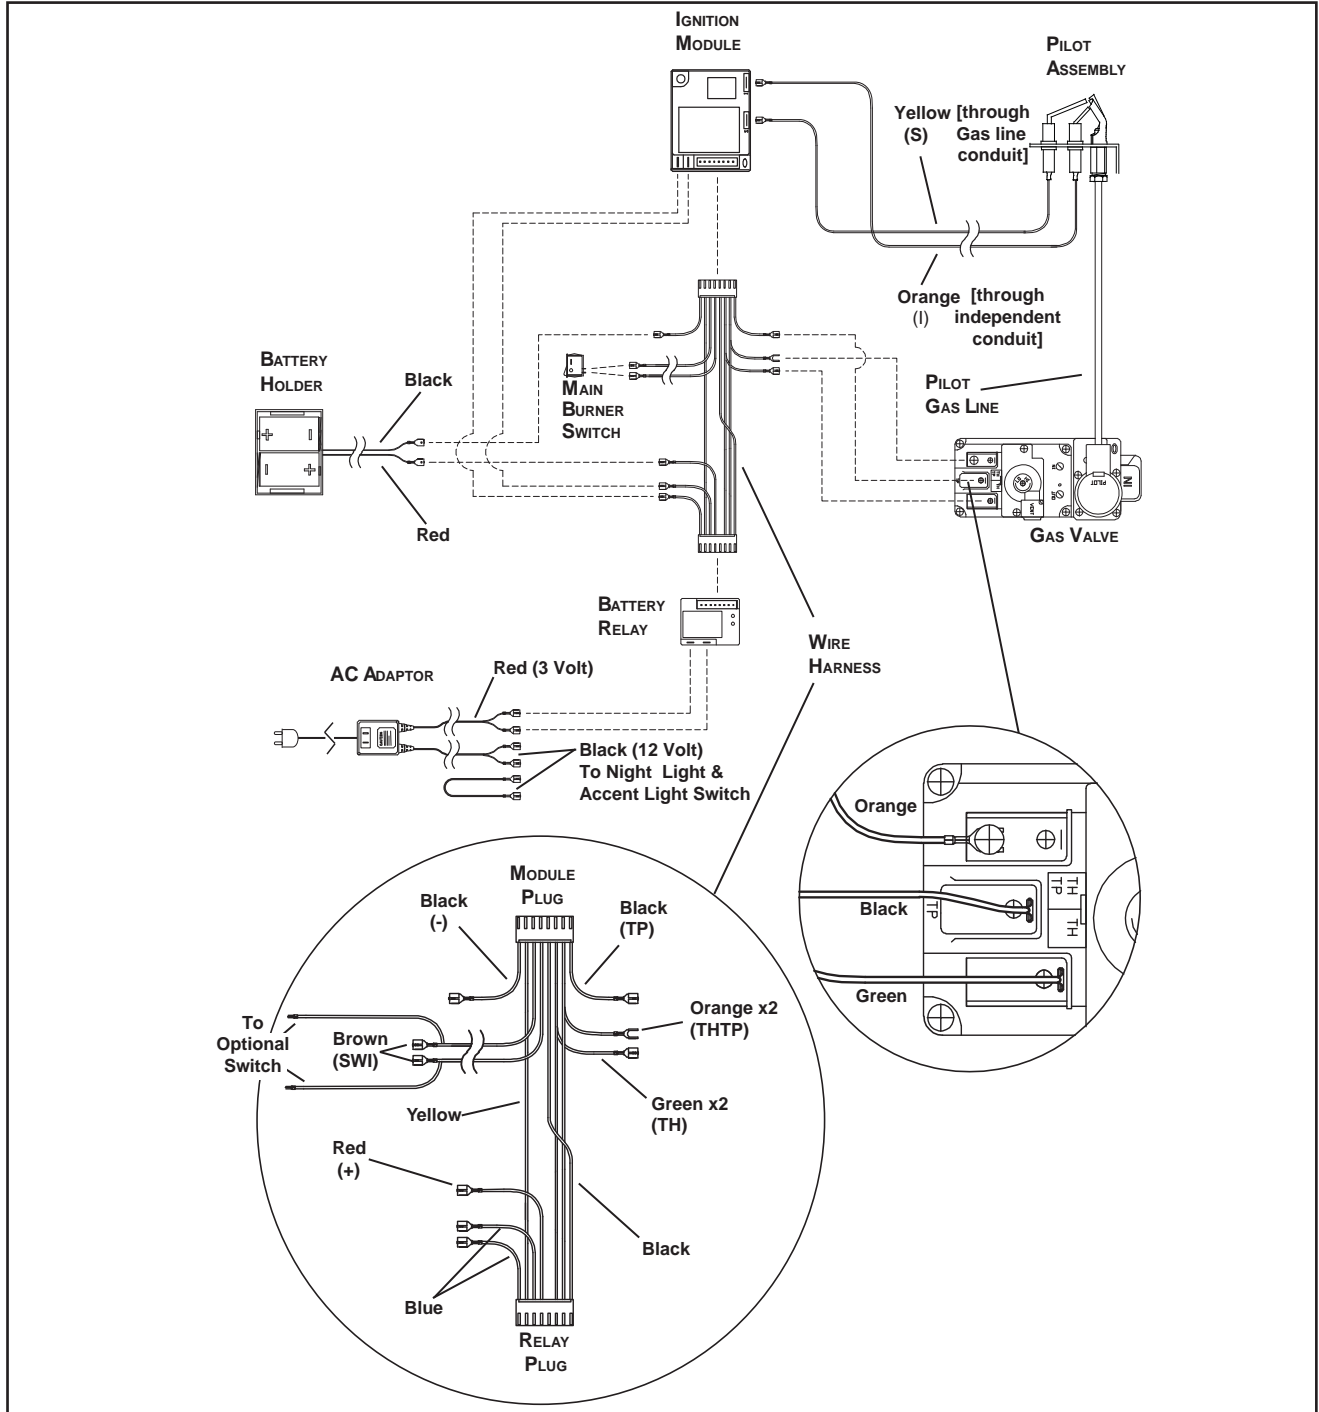 IGNITION
MODULE
PILOT
ASSEMBLY
Yellow [through
(S) Gas line
conduit]
Orange [through
(I) independent
conduit]
BATTERY
HOLDER
Black
MAIN
BURNER
SWITCH
PILOT
GAS LINE
Red
PILOT
IN
VENT
GAS VALVE
BATTERY
RELAY
WIRE
HARNESS
AC ADAPTOR
Red (3 Volt)
Black (12 Volt)
To Night Light &
Accent Light Switch
Orange
TH
TP
TP
Black
TH
Green
MODULE
PLUG
Black
(-)
Black
(TP)
Orange x2
(THTP)
To
Optional
Switch
Brown
(SWI)
Green x2
(TH)
Yellow
Red
(+)
Black
Blue
RELAY
PLUG